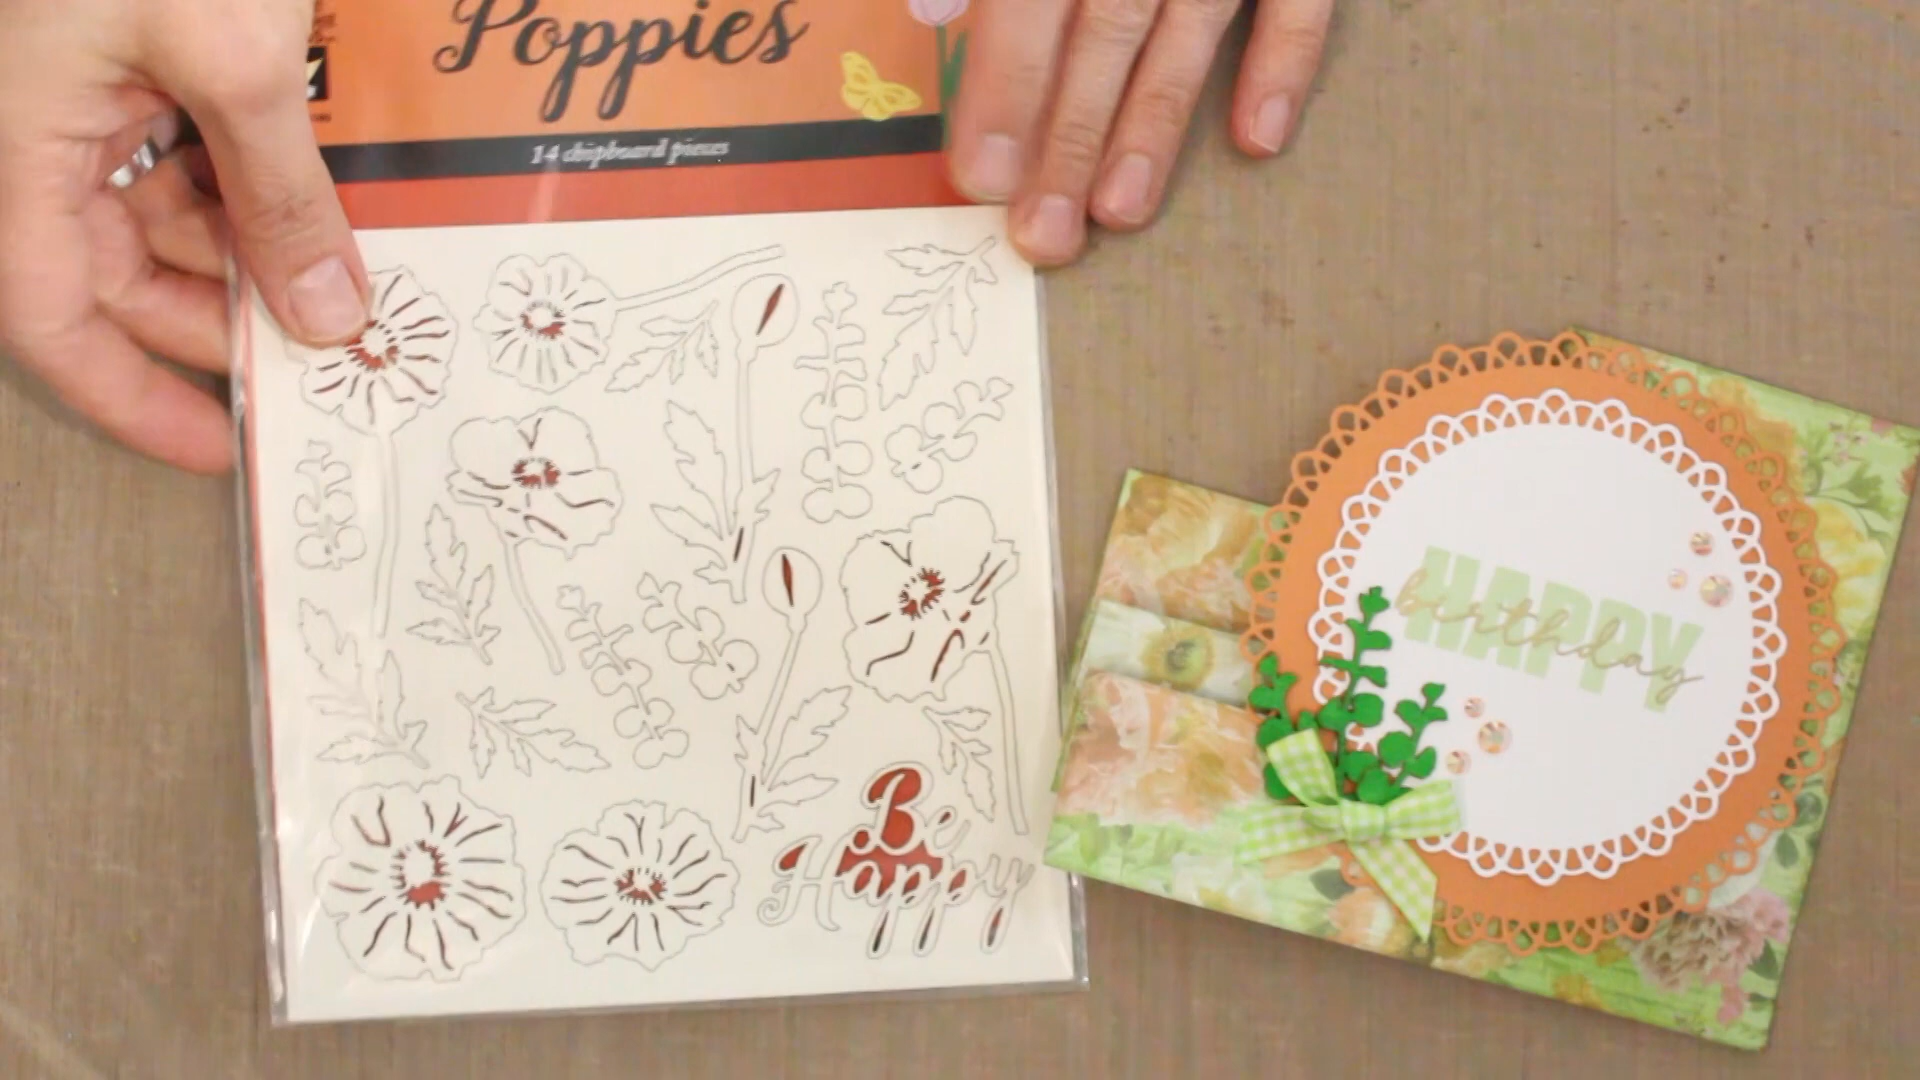 Poppies
14 chipboard pieces
Be
Happy
HAPPY
birthday